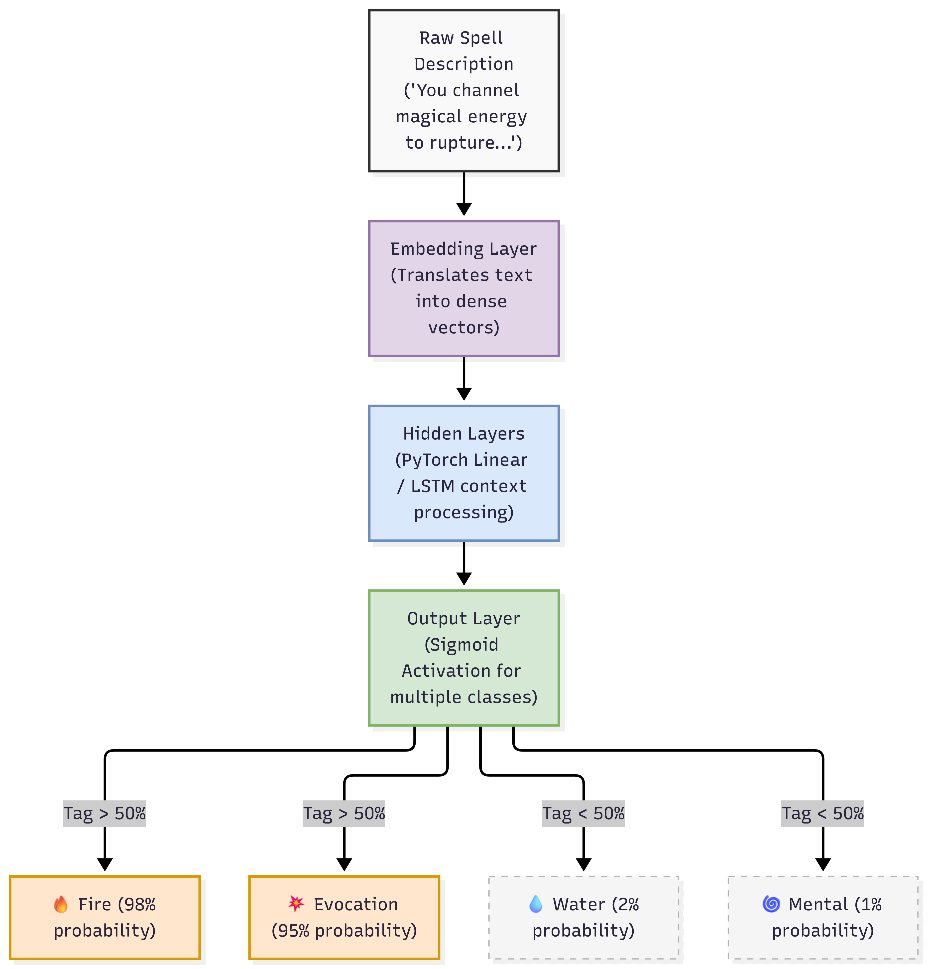 Raw Spell
Description
('You channel
magical energy
to rupture...')
Embedding Layer
(Translates text
into dense
vectors)
Hidden Layers
(PyTorch Linear
/ LSTM context
processing)
Output Layer
(Sigmoid
Activation for
multiple classes)
Tag > 50%
Tag > 50%
Tag < 50%
Tag < 50%
🔥 Fire (98%
probability)
💥 Evocation
(95% probability)
💧 Water (2%
probability)
🌀 Mental (1%
probability)